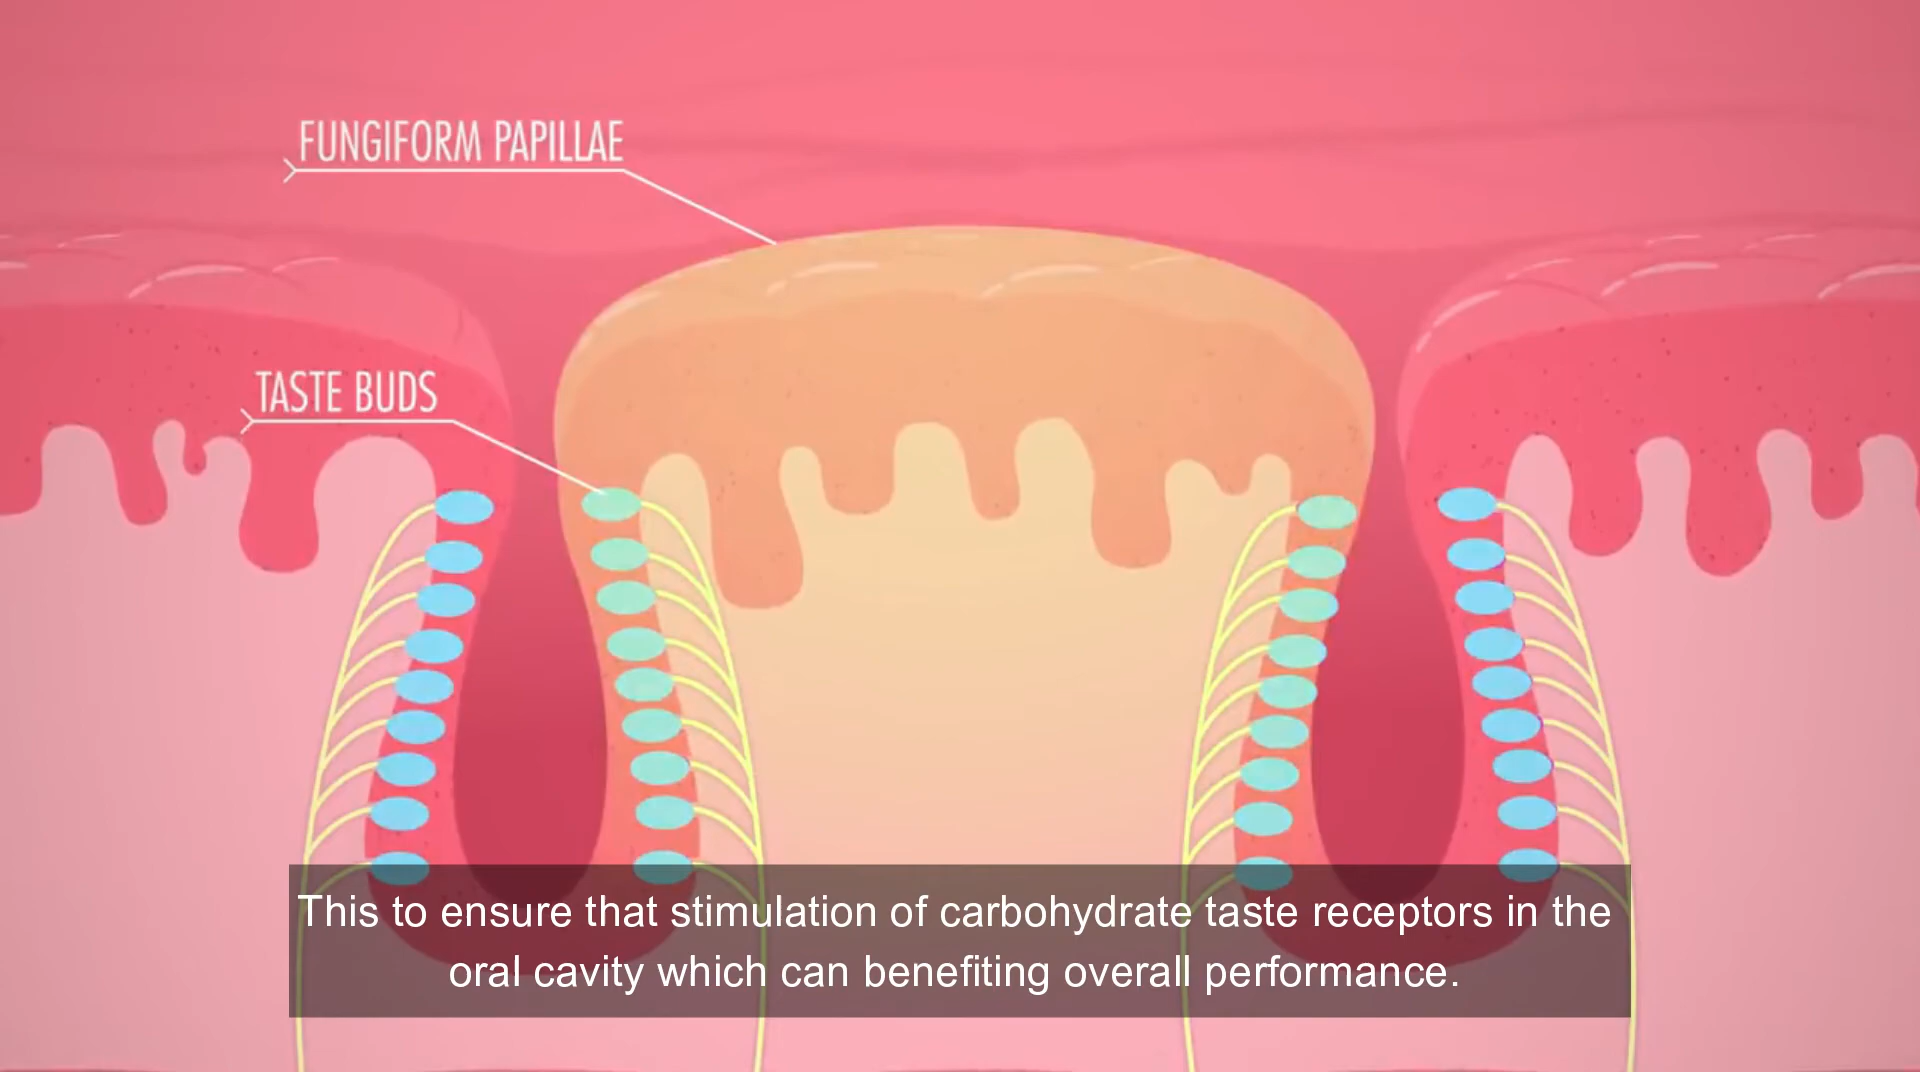 FUNGIFORM PAPILLAE
TASTE BUDS
This to ensure that stimulation of carbohydrate taste receptors in the
oral cavity which can benefiting overall performance.